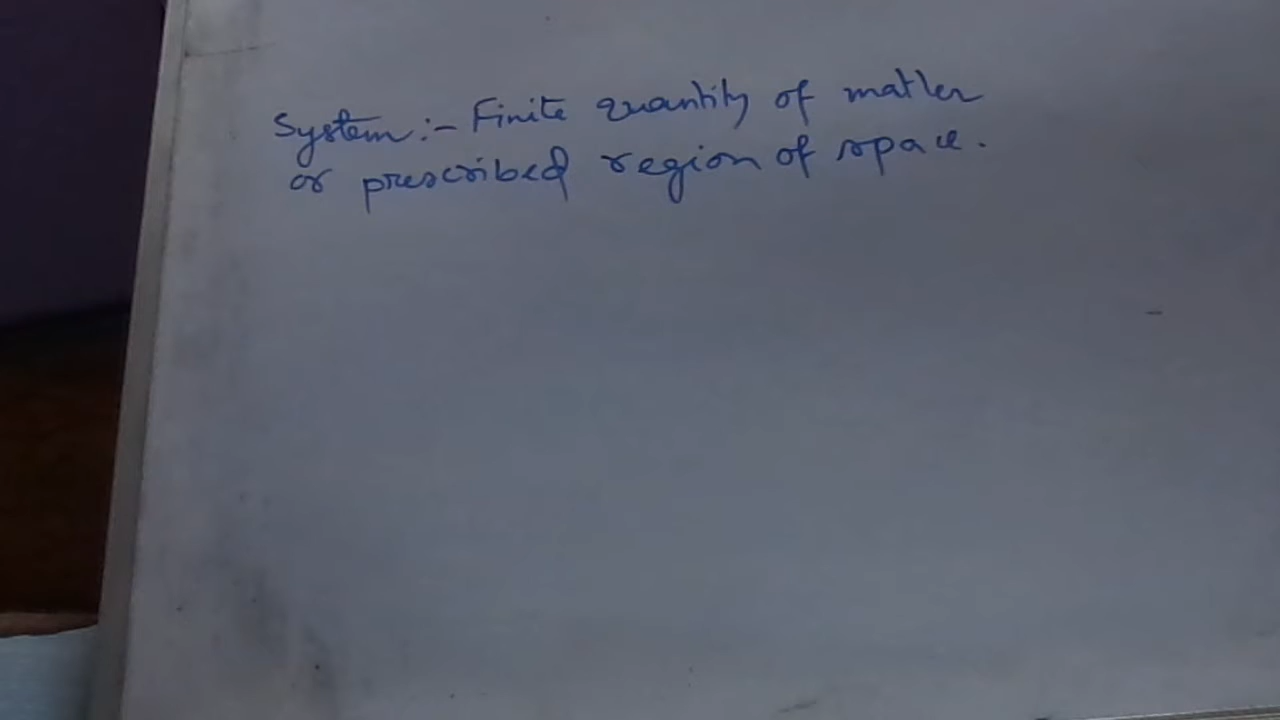 System:- Finite quantity of matter
or prescribed region of space.